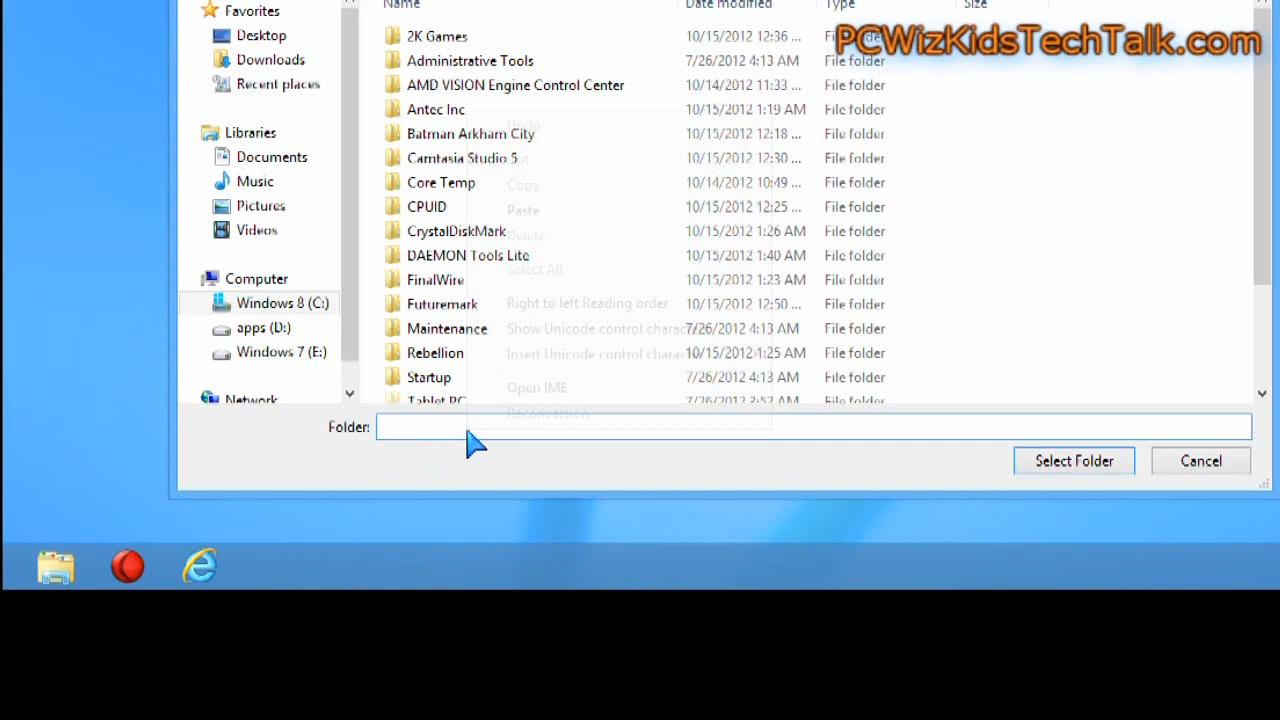 Name Date modified Type Size
PCWizKidsTechTalk.com
Favorites
Desktop
Downloads
Recent places
Libraries
Documents
Music
Pictures
Videos
Computer
Windows 8 (C:)
apps (D:)
Windows 7 (E:)
Network
2K Games 10/15/2012 12:36 ...
Administrative Tools 7/26/2012 4:13 AM File folder
AMD VISION Engine Control Center 10/14/2012 11:33 ... File folder
Antec Inc 10/15/2012 1:19 AM File folder
Batman Arkham City 10/15/2012 12:18 ... File folder
Camtasia Studio 5 10/15/2012 12:30 ... File folder
Core Temp 10/14/2012 10:49 ... File folder
CPUID 10/15/2012 12:25 ... File folder
CrystalDiskMark 10/15/2012 1:26 AM File folder
DAEMON Tools Lite 10/15/2012 1:40 AM File folder
FinalWire 10/15/2012 1:23 AM File folder
Futuremark 10/15/2012 12:50 ... File folder
Maintenance 7/26/2012 4:13 AM File folder
Rebellion 10/15/2012 1:25 AM File folder
Startup 7/26/2012 4:13 AM File folder
Tablet PC 7/26/2012 3:52 AM File folder
Undo
Cut
Copy
Paste
Delete
Select All
Right to left Reading order
Show Unicode control charac
Insert Unicode control charac
Open IME
Reconversion
Folder:
Select Folder Cancel